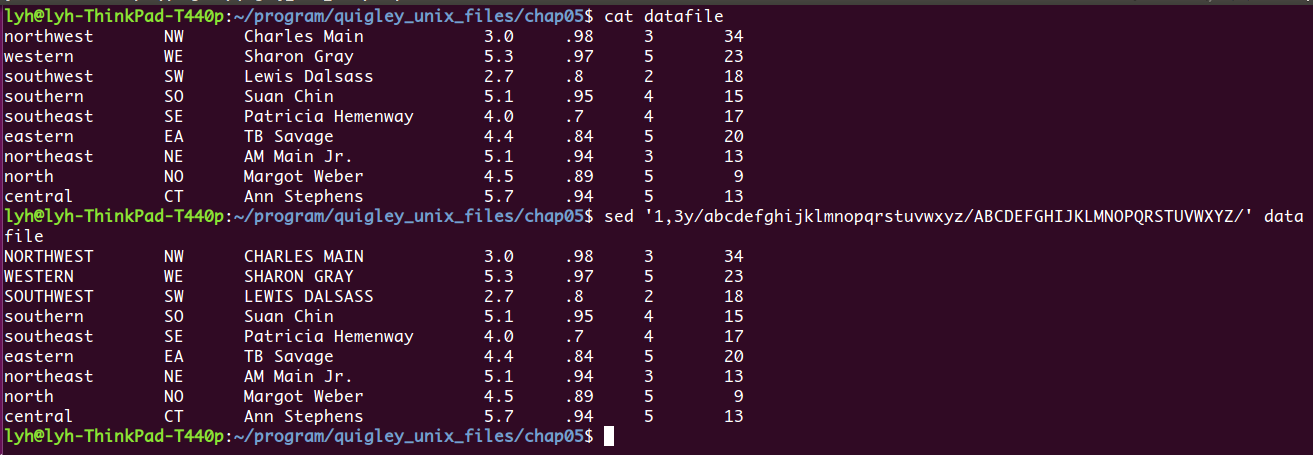 lyh@lyh-ThinkPad-T440p:~/program/quigley_unix_files/chap05$ cat datafile
northwest       NW      Charles Main            3.0     .98     3       34
western         WE      Sharon Gray             5.3     .97     5       23
southwest       SW      Lewis Dalsass           2.7     .8      2       18
southern        SO      Suan Chin               5.1     .95     4       15
southeast       SE      Patricia Hemenway       4.0     .7      4       17
eastern         EA      TB Savage               4.4     .84     5       20
northeast       NE      AM Main Jr.             5.1     .94     3       13
north           NO      Margot Weber            4.5     .89     5        9
central         CT      Ann Stephens            5.7     .94     5       13
lyh@lyh-ThinkPad-T440p:~/program/quigley_unix_files/chap05$ sed '1,3y/abcdefghijklmnopqrstuvwxyz/ABCDEFGHIJKLMNOPQRSTUVWXYZ/' data
file
NORTHWEST       NW      CHARLES MAIN            3.0     .98     3       34
WESTERN         WE      SHARON GRAY             5.3     .97     5       23
SOUTHWEST       SW      LEWIS DALSASS           2.7     .8      2       18
southern        SO      Suan Chin               5.1     .95     4       15
southeast       SE      Patricia Hemenway       4.0     .7      4       17
eastern         EA      TB Savage               4.4     .84     5       20
northeast       NE      AM Main Jr.             5.1     .94     3       13
north           NO      Margot Weber            4.5     .89     5        9
central         CT      Ann Stephens            5.7     .94     5       13
lyh@lyh-ThinkPad-T440p:~/program/quigley_unix_files/chap05$